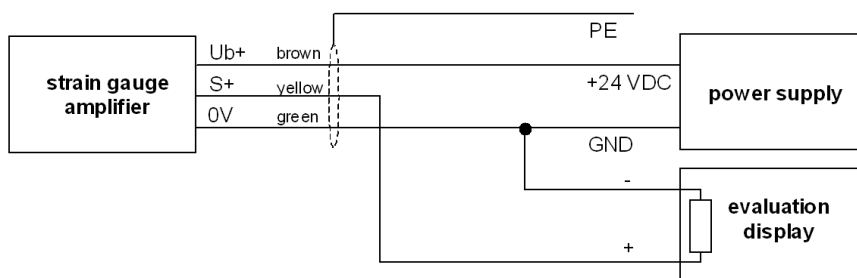 PE
Ub+ brown
strain gauge
amplifier
S+ yellow
+24 VDC
power supply
0V green
GND
-
evaluation
display
+